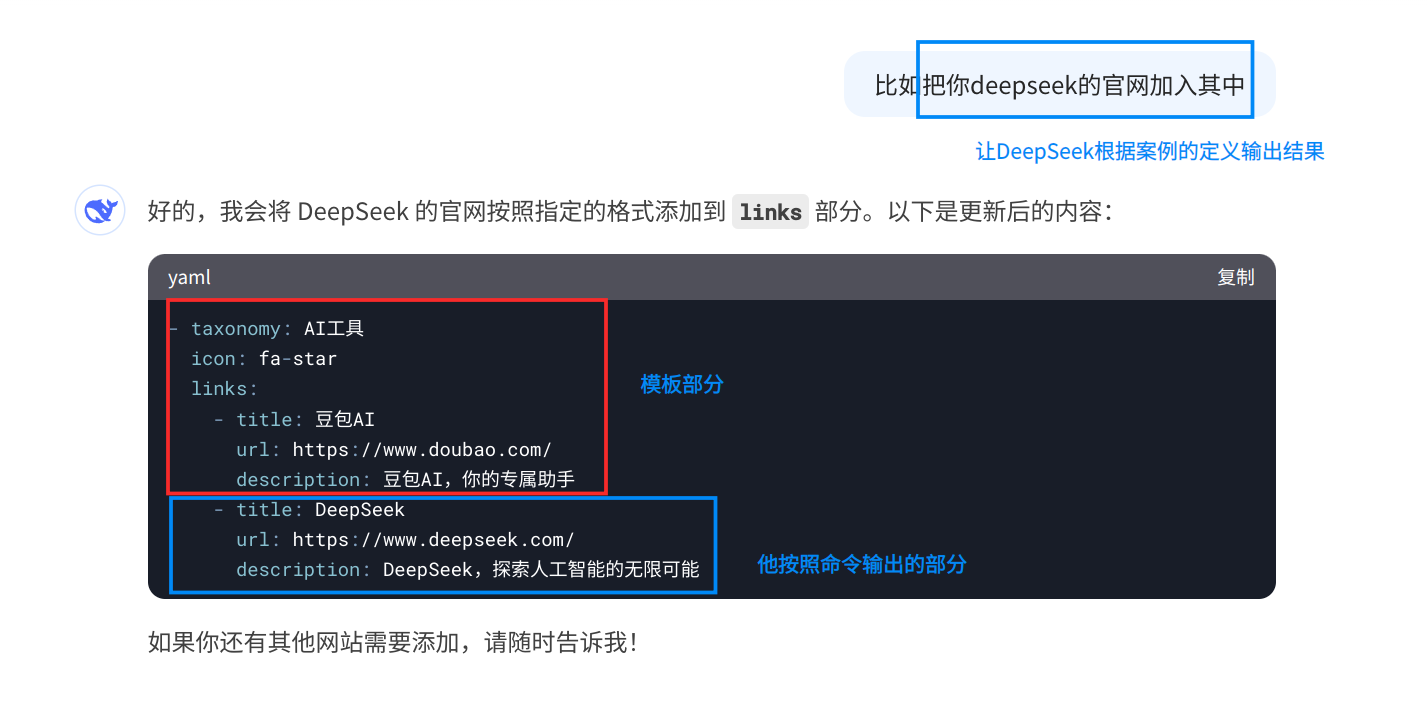 比如把你deepseek的官网加入其中
让DeepSeek根据案例的定义输出结果
好的，我会将 DeepSeek 的官网按照指定的格式添加到 links 部分。以下是更新后的内容：
yaml 复制
- taxonomy: AI工具
icon: fa-star
links:
- title: 豆包AI
模板部分
url: https://www.doubao.com/
description: 豆包AI，你的专属助手
- title: DeepSeek
url: https://www.deepseek.com/
description: DeepSeek，探索人工智能的无限可能
他按照命令输出的部分
如果你还有其他网站需要添加，请随时告诉我！